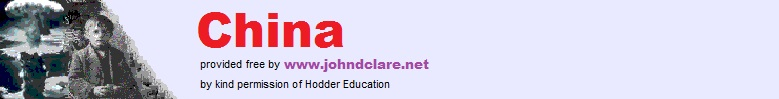 China
provided free by www.johndclare.net
by kind permission of Hodder Education